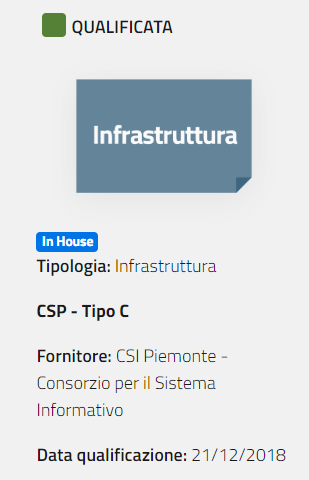 QUALIFICATA
Infrastruttura
In House
Tipologia: Infrastruttura
CSP - Tipo C
Fornitore: CSI Piemonte -
Consorzio per il Sistema
Informativo
Data qualificazione: 21/12/2018